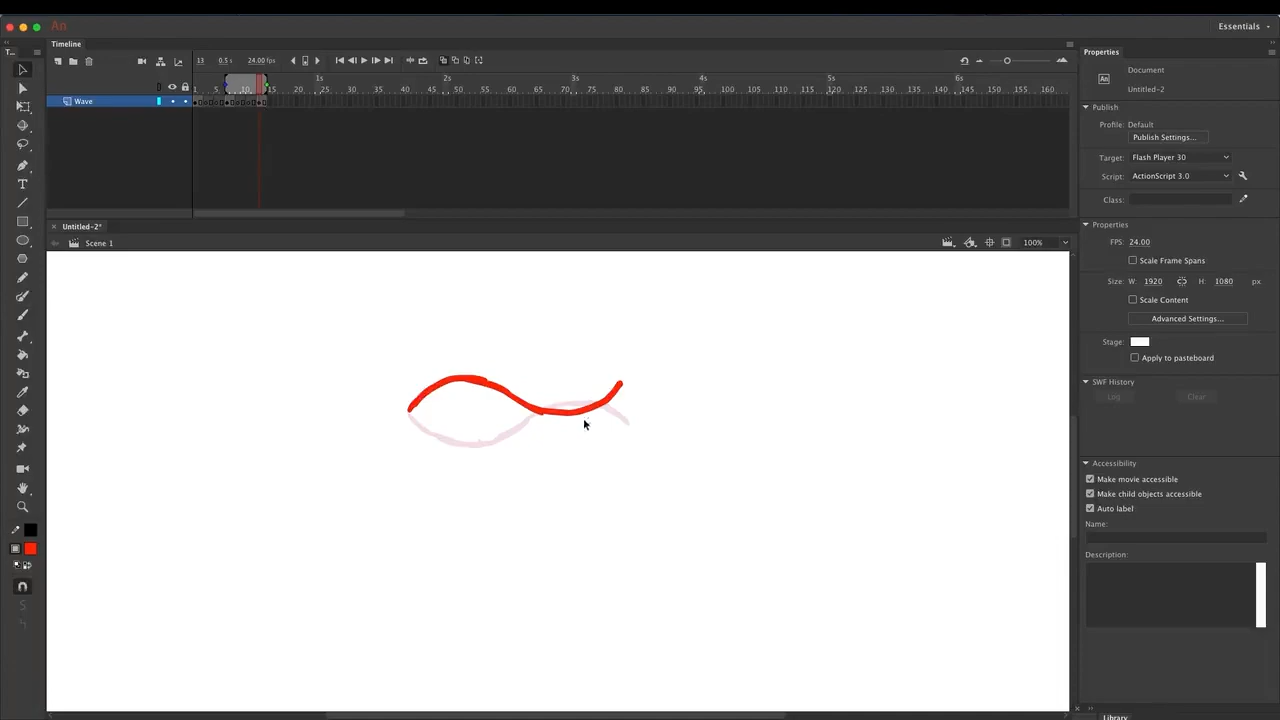 An
Essentials
T...
Timeline
13 0.5 s 24.00 fps
1s 2s 3s 4s 5s 6s
1 5 10 15 20 25 30 35 40 45 50 55 60 65 70 75 80 85 90 95 100 105 110 115 120 125 130 135 140 145 150 155 160
Wave
Untitled-2*
Scene 1
100%
Properties
Document
An
Untitled-2
Publish
Profile: Default
Publish Settings...
Target: Flash Player 30
Script: ActionScript 3.0
Class:
Properties
FPS: 24.00
Scale Frame Spans
Size: W: 1920 H: 1080 px
Scale Content
Advanced Settings...
Stage:
Apply to pasteboard
SWF History
Log Clear
Accessibility
Make movie accessible
Make child objects accessible
Auto label
Name:
Description:
Library